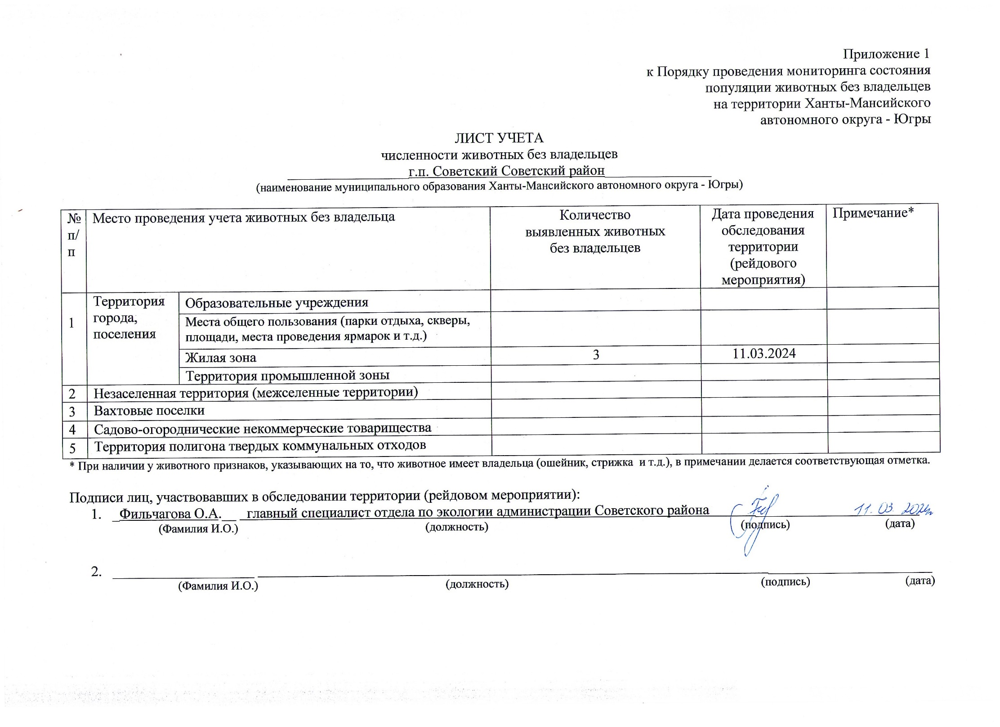 Приложение 1
к Порядку проведения мониторинга состояния
популяции животных без владельцев
на территории Ханты-Мансийского
автономного округа - Югры
ЛИСТ УЧЕТА
численности животных без владельцев
г.п. Советский Советский район
(наименование муниципального образования Ханты-Мансийского автономного округа - Югры)
№ п/п
Место проведения учета животных без владельца
Количество
выявленных животных
без владельцев
Дата проведения
обследования
территории
(рейдового
мероприятия)
Примечание*
1
Территория
города,
поселения
Образовательные учреждения
Места общего пользования (парки отдыха, скверы,
площади, места проведения ярмарок и т.д.)
Жилая зона 3 11.03.2024
Территория промышленной зоны
2 Незаселенная территория (межселенные территории)
3 Вахтовые поселки
4 Садово-огороднические некоммерческие товарищества
5 Территория полигона твердых коммунальных отходов
* При наличии у животного признаков, указывающих на то, что животное имеет владельца (ошейник, стрижка и т.д.), в примечании делается соответствующая отметка.
Подписи лиц, участвовавших в обследовании территории (рейдовом мероприятии):
1. Фильчагова О.А. главный специалист отдела по экологии администрации Советского района 11.03.2024
(Фамилия И.О.) (должность) (подпись) (дата)
2.
(Фамилия И.О.) (должность) (подпись) (дата)